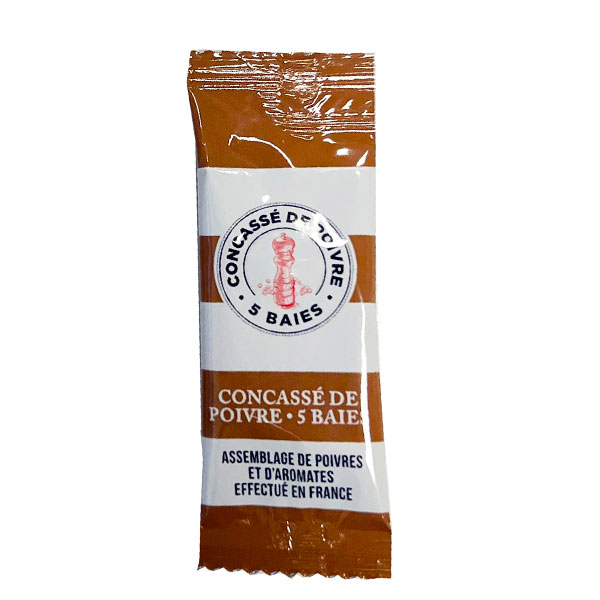 CONCASSÉ DE POIVRE
• 5 BAIES •
CONCASSÉ DE
POIVRE • 5 BAIES
ASSEMBLAGE DE POIVRES
ET D'AROMATES
EFFECTUÉ EN FRANCE